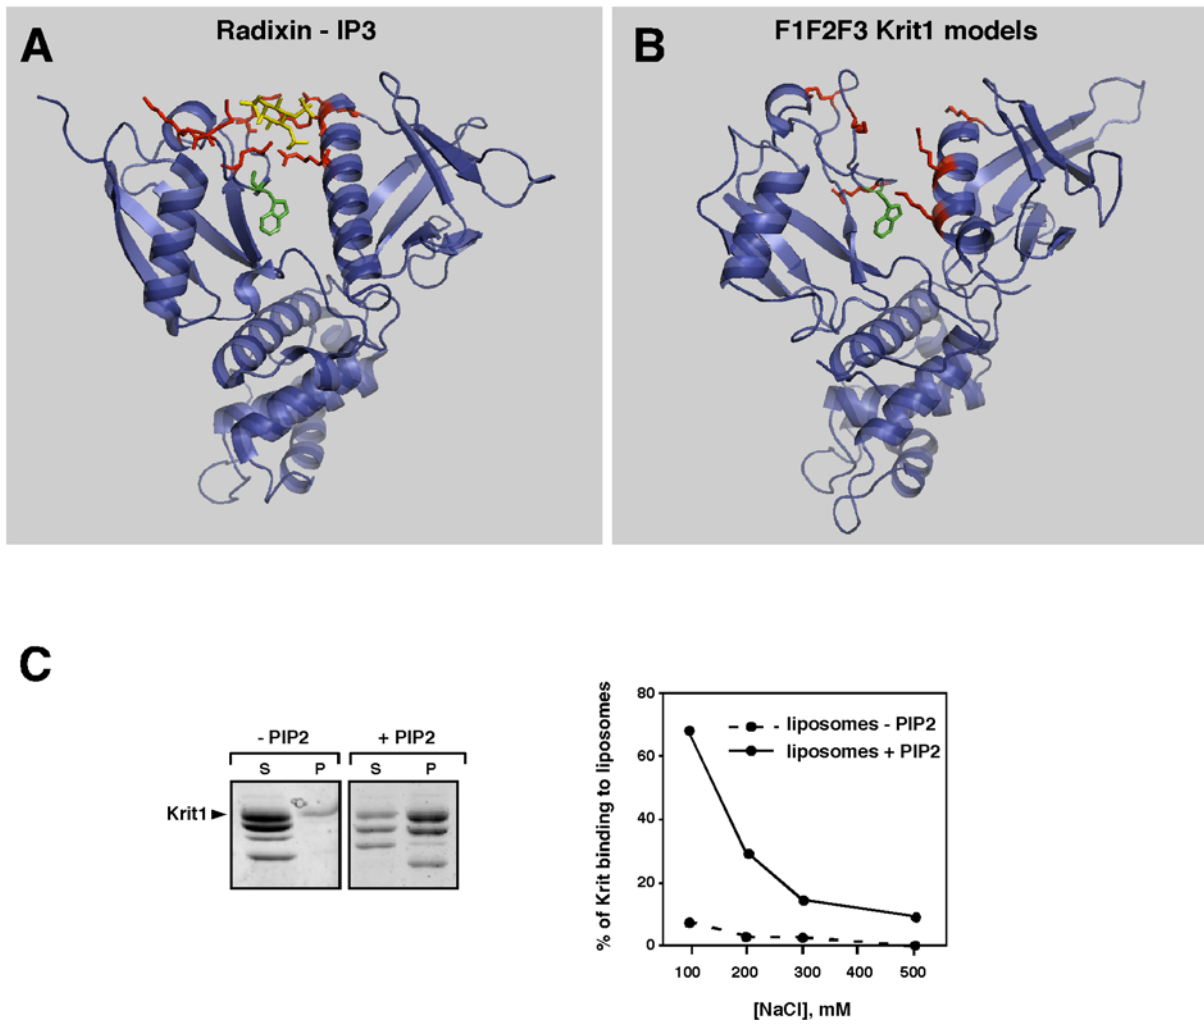 A
Radixin - IP3
B
F1F2F3 Krit1 models
C
- PIP2
+ PIP2
S
P
S
P
Krit1
% of Krit binding to liposomes
80
60
40
20
0
liposomes - PIP2
liposomes + PIP2
100
200
300
400
500
[NaCl], mM